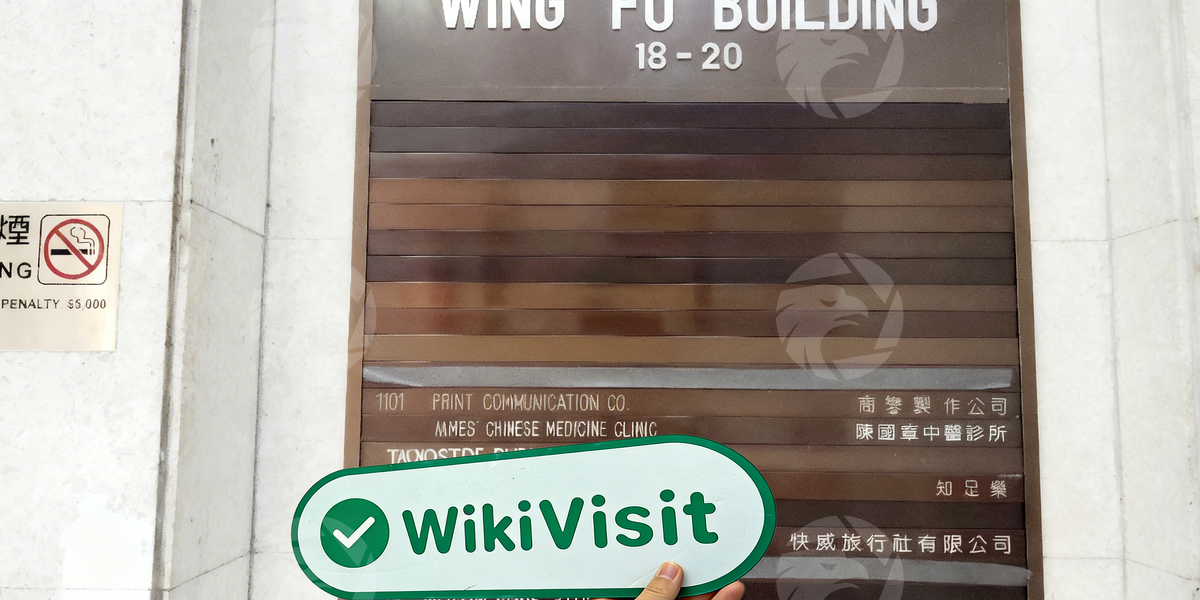 WING FU BUILDING
18-20
煙
NG
PENALTY $5,000
1101 PRINT COMMUNICATION CO. 商譽製作公司
MIMES' CHINESE MEDICINE CLINIC 陳國章中醫診所
知足樂
WikiVisit
快威旅行社有限公司